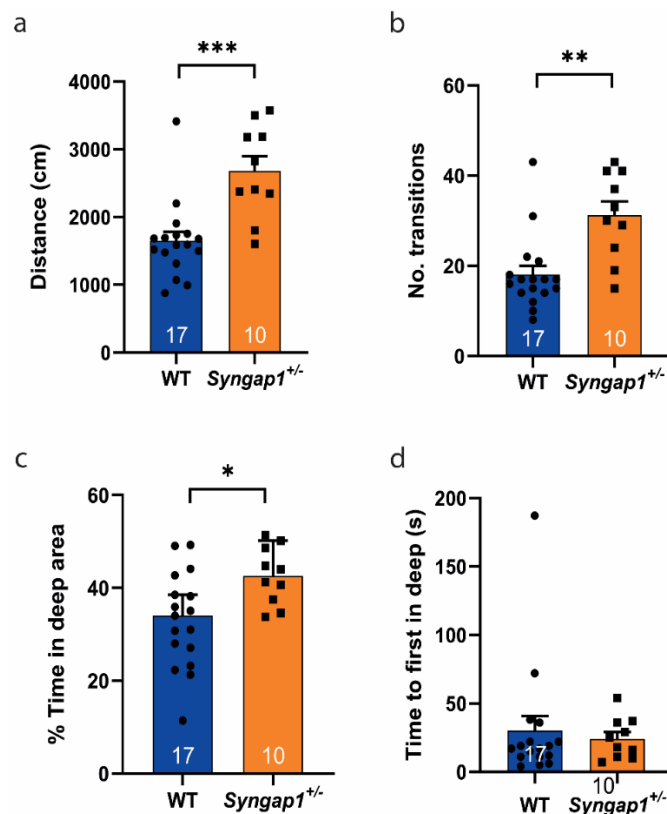 a
***
Distance (cm)
4000
3000
2000
1000
0
17
10
WT
Syngap1+/-
b
**
No. transitions
60
40
20
0
17
10
WT
Syngap1+/-
c
*
% Time in deep area
60
40
20
0
17
10
WT
Syngap1+/-
d
Time to first in deep (s)
200
150
100
50
0
17
10
WT
Syngap1+/-